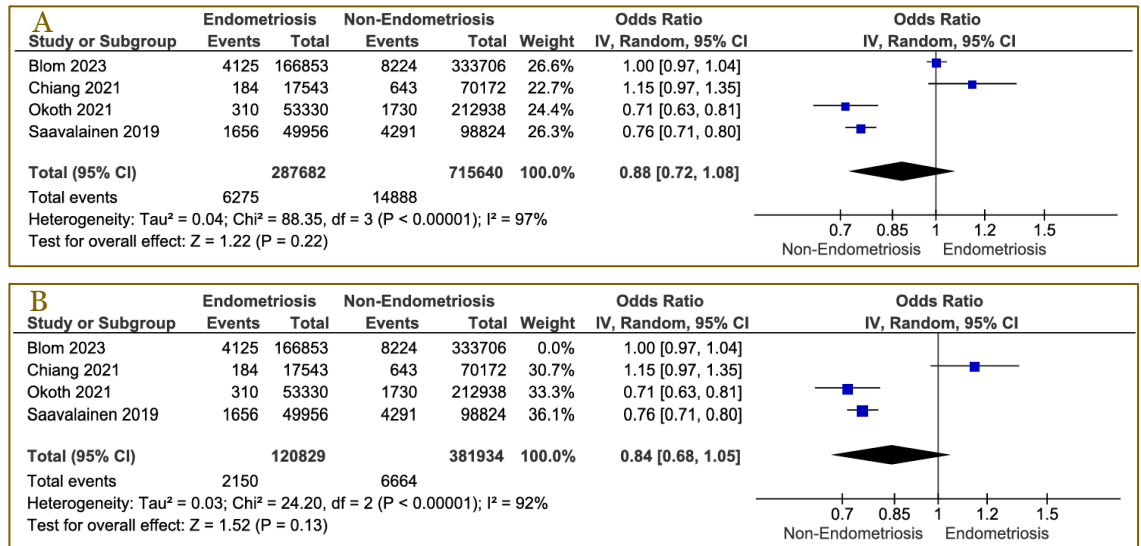 A
Endometriosis Non-Endometriosis Odds Ratio Odds Ratio
Study or Subgroup Events Total Events Total Weight IV, Random, 95% CI IV, Random, 95% CI
Blom 2023 4125 166853 8224 333706 26.6% 1.00 [0.97, 1.04]
Chiang 2021 184 17543 643 70172 22.7% 1.15 [0.97, 1.35]
Okoth 2021 310 53330 1730 212938 24.4% 0.71 [0.63, 0.81]
Saavalainen 2019 1656 49956 4291 98824 26.3% 0.76 [0.71, 0.80]
Total (95% CI) 287682 715640 100.0% 0.88 [0.72, 1.08]
Total events 6275 14888
Heterogeneity: Tau² = 0.04; Chi² = 88.35, df = 3 (P < 0.00001); I² = 97%
Test for overall effect: Z = 1.22 (P = 0.22)
0.7 0.85 1 1.2 1.5
Non-Endometriosis Endometriosis
B
Endometriosis Non-Endometriosis Odds Ratio Odds Ratio
Study or Subgroup Events Total Events Total Weight IV, Random, 95% CI IV, Random, 95% CI
Blom 2023 4125 166853 8224 333706 0.0% 1.00 [0.97, 1.04]
Chiang 2021 184 17543 643 70172 30.7% 1.15 [0.97, 1.35]
Okoth 2021 310 53330 1730 212938 33.3% 0.71 [0.63, 0.81]
Saavalainen 2019 1656 49956 4291 98824 36.1% 0.76 [0.71, 0.80]
Total (95% CI) 120829 381934 100.0% 0.84 [0.68, 1.05]
Total events 2150 6664
Heterogeneity: Tau² = 0.03; Chi² = 24.20, df = 2 (P < 0.00001); I² = 92%
Test for overall effect: Z = 1.52 (P = 0.13)
0.7 0.85 1 1.2 1.5
Non-Endometriosis Endometriosis